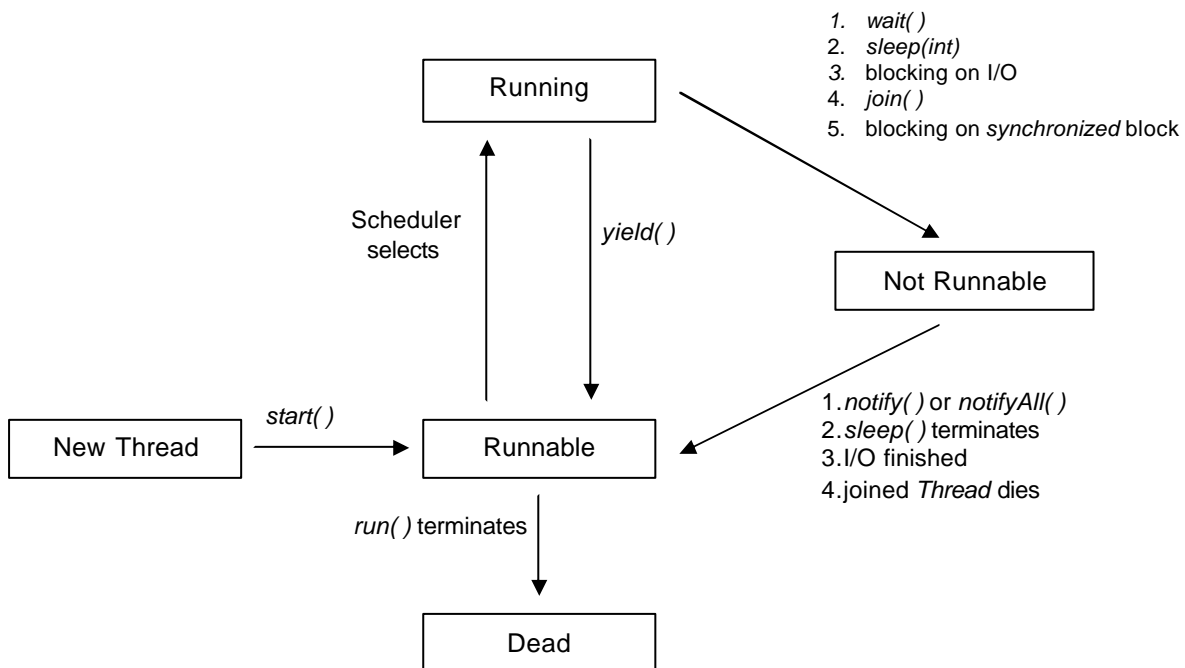 1. wait( )
2. sleep(int)
3. blocking on I/O
4. join( )
5. blocking on synchronized block
Running
Scheduler
selects
yield( )
Not Runnable
1.notify( ) or notifyAll( )
2.sleep( ) terminates
3.I/O finished
4.joined Thread dies
start( )
New Thread
Runnable
run( ) terminates
Dead